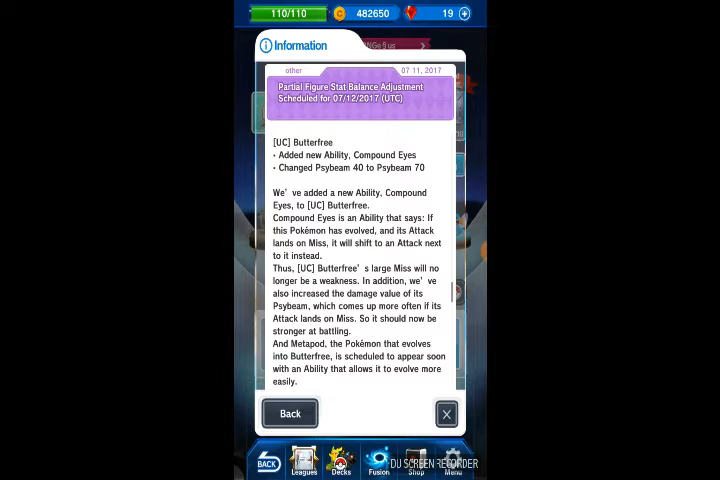 110/110
C 482650
19
Information
NGe§us
other
07 11, 2017
Partial Figure Stat Balance Adjustment
Scheduled for 07/12/2017 (UTC)
[UC] Butterfree
・Added new Ability, Compound Eyes
・Changed Psybeam 40 to Psybeam 70
We've added a new Ability, Compound
Eyes, to [UC] Butterfree.
Compound Eyes is an Ability that says: If
this Pokémon has evolved, and its Attack
lands on Miss, it will shift to an Attack next
to it instead.
Thus, [UC] Butterfree's large Miss will no
longer be a weakness. In addition, we've
also increased the damage value of its
Psybeam, which comes up more often if its
Attack lands on Miss. So it should now be
stronger at battling.
And Metapod, the Pokémon that evolves
into Butterfree, is scheduled to appear soon
with an Ability that allows it to evolve more
easily.
Back
BACK
Leagues
Decks
Fusion
Shop
Menu
DU SCREEN RECORDER